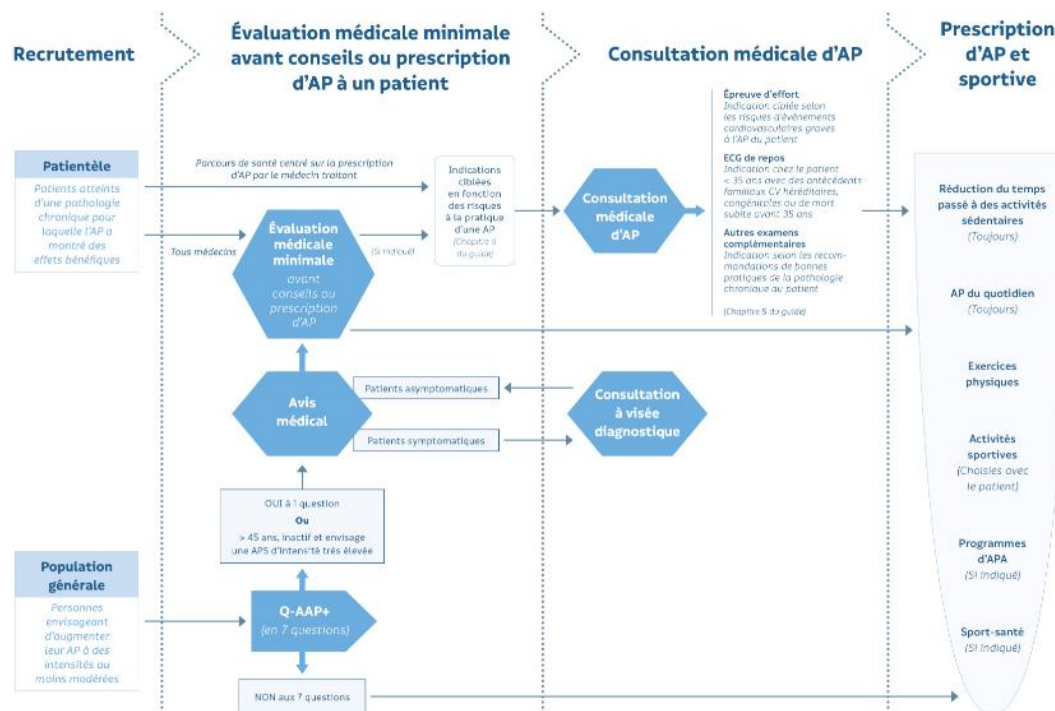 Recrutement
Évaluation médicale minimale
avant conseils ou prescription
d'AP à un patient
Consultation médicale d'AP
Prescription
d'AP et
sportive
Patientèle
Patients atteints
d'une pathologie
chronique pour
laquelle l'AP a
montré des
effets bénéfiques
Parcours de santé centré sur la prescription
d'AP par le médecin traitant
Tous médecins
Évaluation
médicale
minimale
avant
conseils ou
prescription
d'AP
(Si indiqué)
Indications
ciblées
en fonction
des risques
à la pratique
d'une AP
(Chapitre 5
du guide)
Consultation
médicale
d'AP
Épreuve d'effort
Indication ciblée selon
les risques d'évènements
cardiovasculaires graves
à l'AP du patient
ECG de repos
Indication chez le patient
< 35 ans avec des antécédents
familiaux CV héréditaires,
congénitales ou de mort
subite avant 35 ans
Autres examens
complémentaires
Indication selon les recom-
mandations de bonnes
pratiques de la pathologie
chronique au patient
(Chapitre 5 du guide)
Réduction du temps
passé à des activités
sédentaires
(Toujours)
AP du quotidien
(Toujours)
Exercices
physiques
Activités
sportives
(Choisies avec
le patient)
Programmes
d'APA
(Si indiqué)
Sport-santé
(Si indiqué)
Avis
médical
Patients asymptomatiques
Patients symptomatiques
Consultation
à visée
diagnostique
OUI à 1 question
Ou
> 45 ans, inactif et envisage
une APS d'intensité très élevée
Population
générale
Personnes
envisageant
d'augmenter
leur AP à des
intensités au
moins modérées
Q-AAP+
(en 7 questions)
NON aux 7 questions